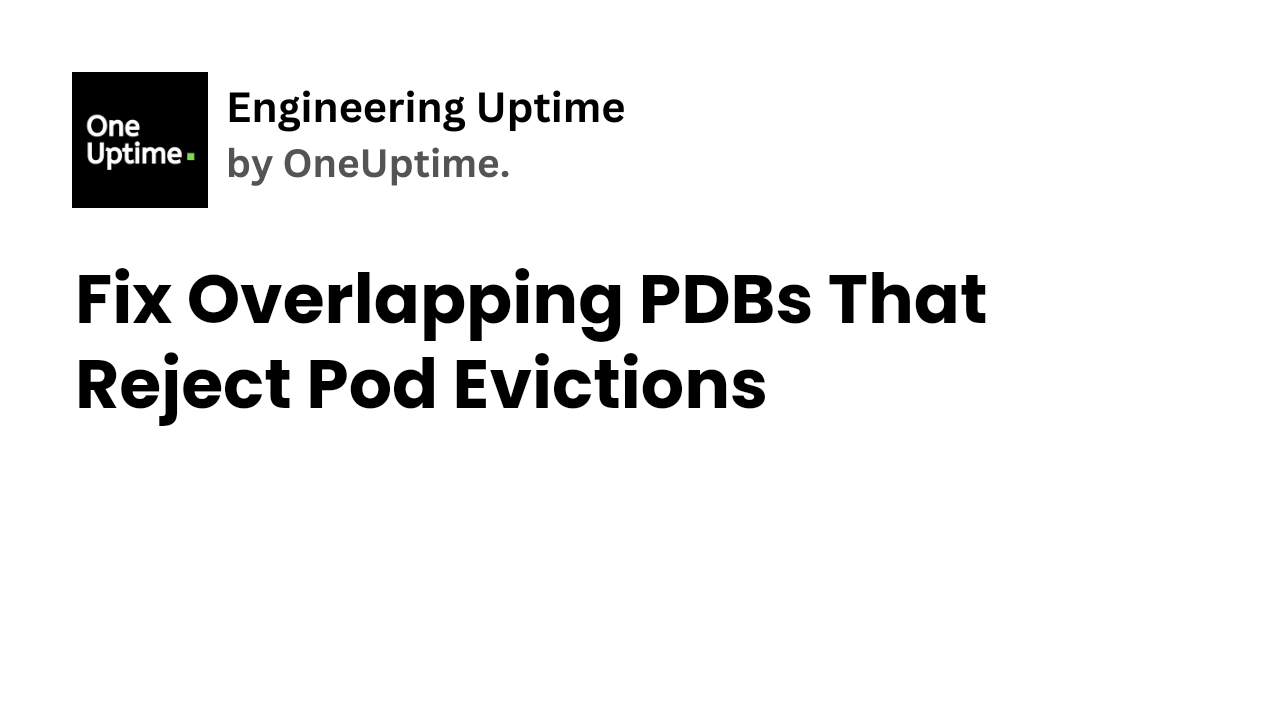 One
Uptime.
Engineering Uptime
by OneUptime.
Fix Overlapping PDBs That
Reject Pod Evictions